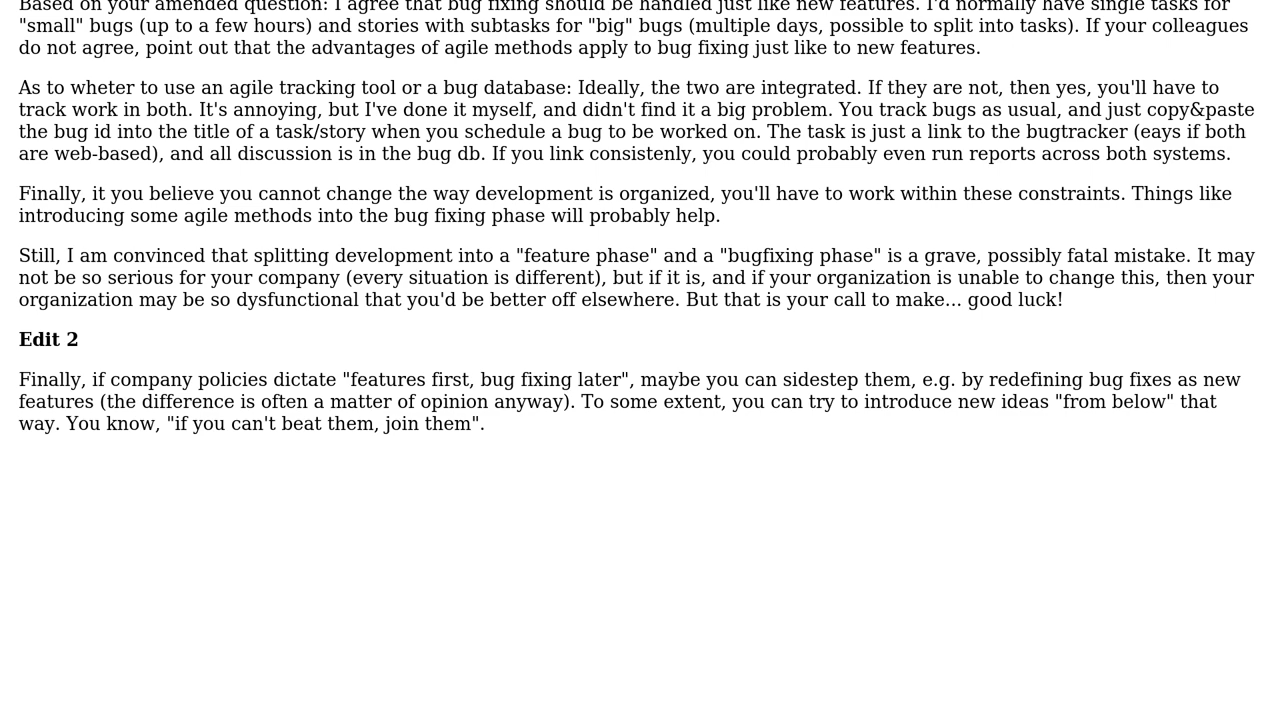 Based on your amended question: I agree that bug fixing should be handled just like new features. I'd normally have single tasks for
"small" bugs (up to a few hours) and stories with subtasks for "big" bugs (multiple days, possible to split into tasks). If your colleagues
do not agree, point out that the advantages of agile methods apply to bug fixing just like to new features.
As to wheter to use an agile tracking tool or a bug database: Ideally, the two are integrated. If they are not, then yes, you'll have to
track work in both. It's annoying, but I've done it myself, and didn't find it a big problem. You track bugs as usual, and just copy&paste
the bug id into the title of a task/story when you schedule a bug to be worked on. The task is just a link to the bugtracker (eays if both
are web-based), and all discussion is in the bug db. If you link consistenly, you could probably even run reports across both systems.
Finally, it you believe you cannot change the way development is organized, you'll have to work within these constraints. Things like
introducing some agile methods into the bug fixing phase will probably help.
Still, I am convinced that splitting development into a "feature phase" and a "bugfixing phase" is a grave, possibly fatal mistake. It may
not be so serious for your company (every situation is different), but if it is, and if your organization is unable to change this, then your
organization may be so dysfunctional that you'd be better off elsewhere. But that is your call to make... good luck!
Edit 2
Finally, if company policies dictate "features first, bug fixing later", maybe you can sidestep them, e.g. by redefining bug fixes as new
features (the difference is often a matter of opinion anyway). To some extent, you can try to introduce new ideas "from below" that
way. You know, "if you can't beat them, join them".